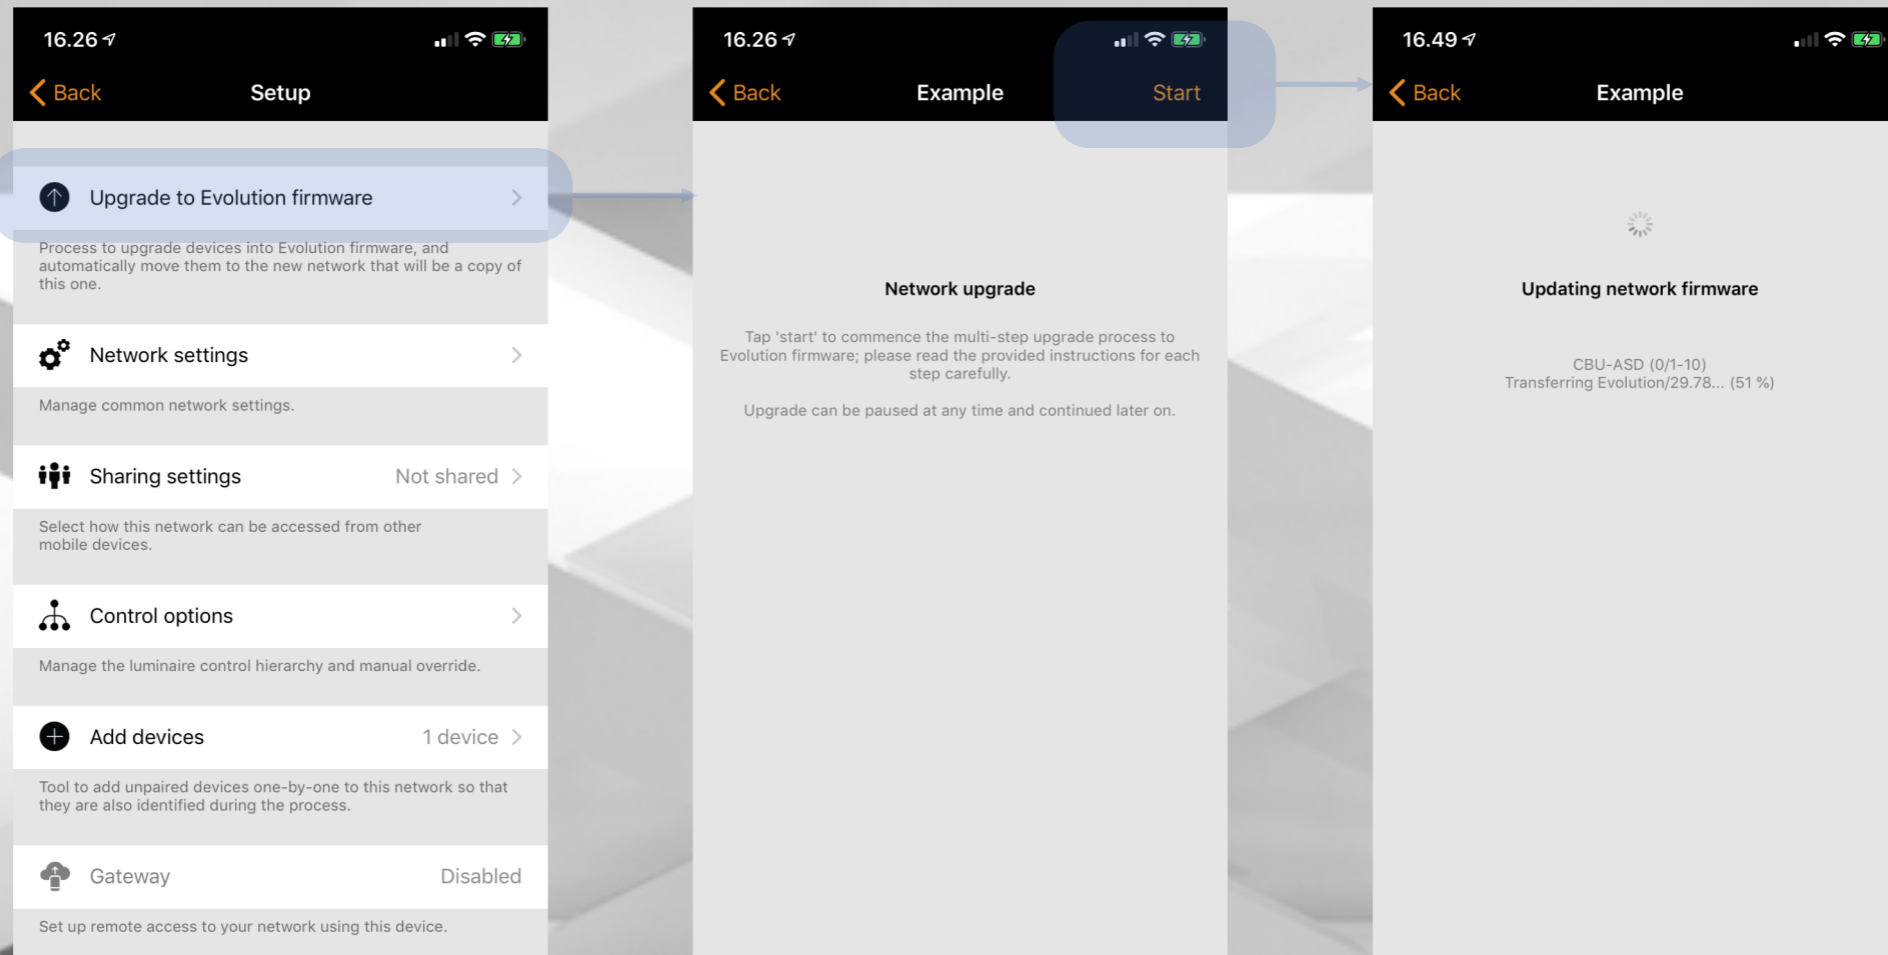 16.26
Back
Setup
Upgrade to Evolution firmware
Process to upgrade devices into Evolution firmware, and
automatically move them to the new network that will be a copy of
this one.
Network settings
Manage common network settings.
Sharing settings
Not shared
Select how this network can be accessed from other
mobile devices.
Control options
Manage the luminaire control hierarchy and manual override.
Add devices
1 device
Tool to add unpaired devices one-by-one to this network so that
they are also identified during the process.
Gateway
Disabled
Set up remote access to your network using this device.
16.26
Back
Example
Start
Network upgrade
Tap 'start' to commence the multi-step upgrade process to
Evolution firmware; please read the provided instructions for each
step carefully.
Upgrade can be paused at any time and continued later on.
16.49
Back
Example
Updating network firmware
CBU-ASD (0/1-10)
Transferring Evolution/29.78... (51 %)